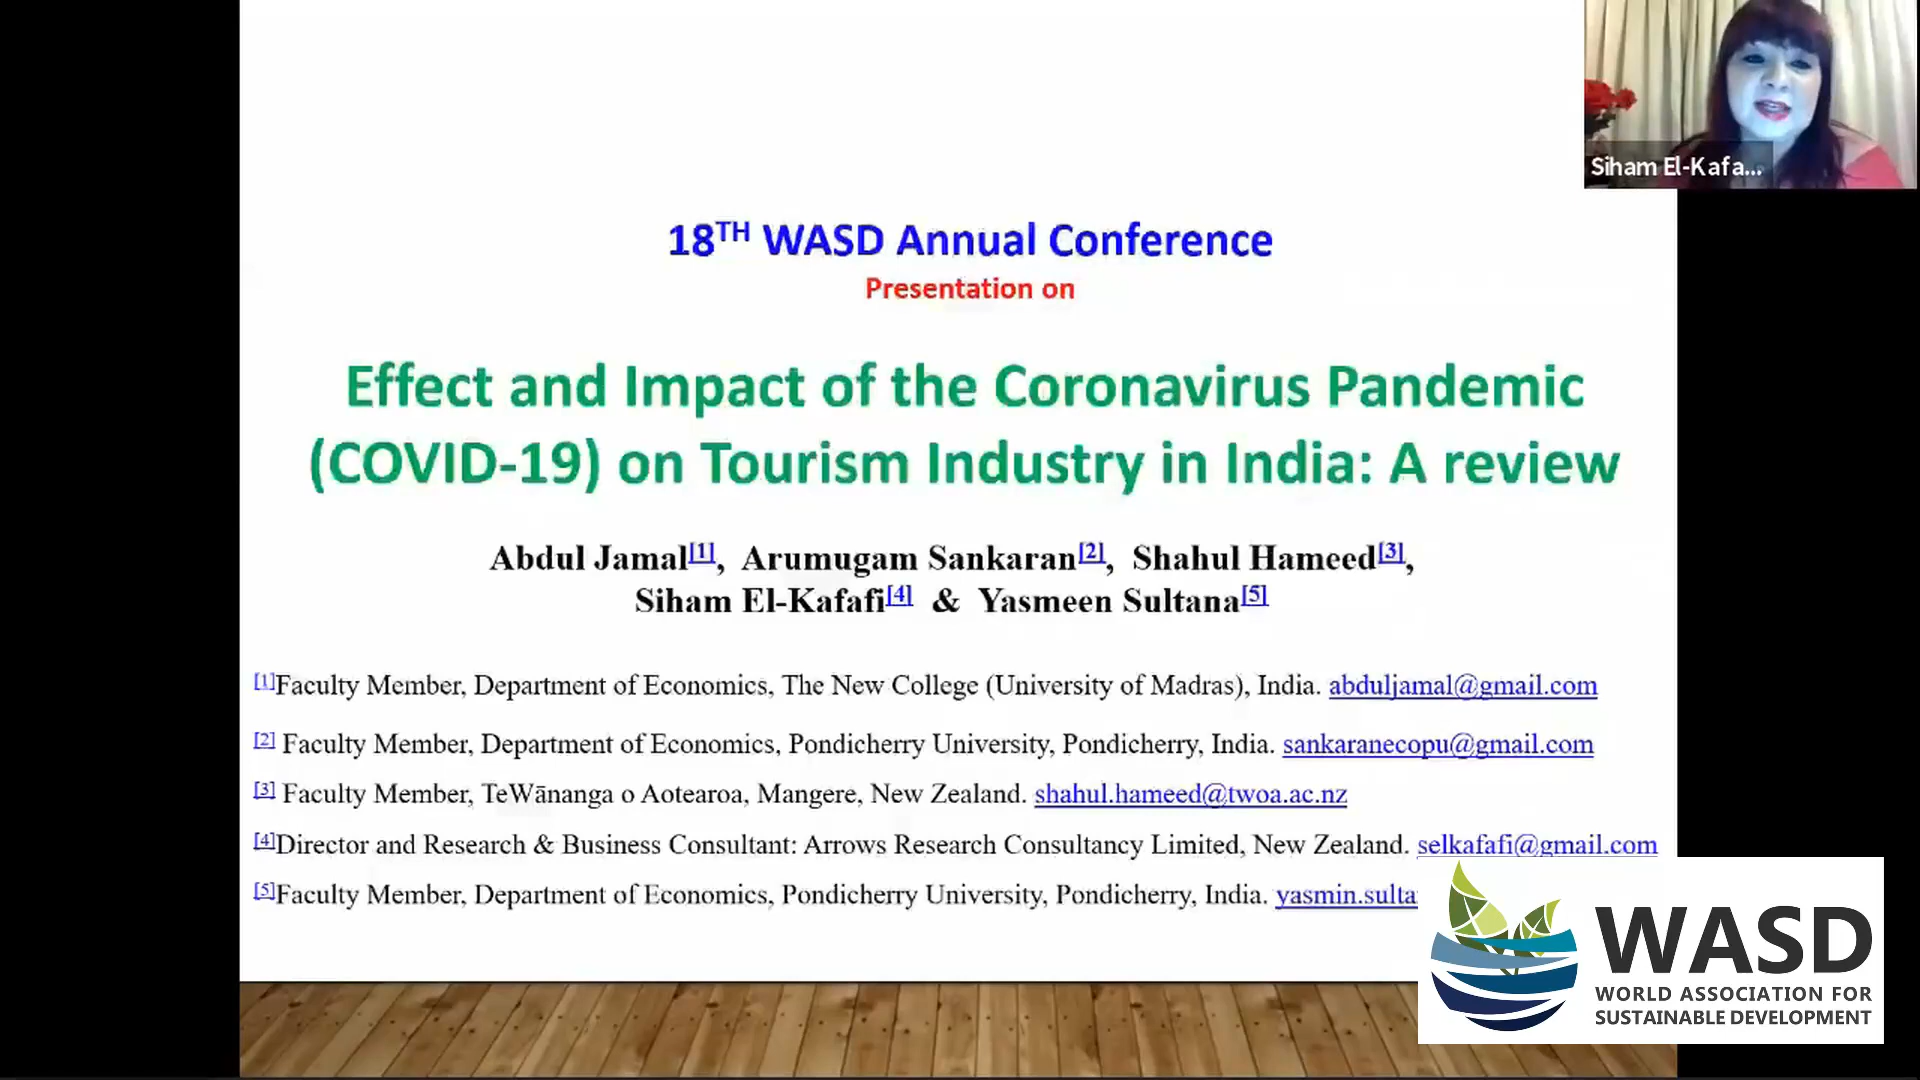 Siham El-Kafa...
18TH WASD Annual Conference
Presentation on
Effect and Impact of the Coronavirus Pandemic
(COVID-19) on Tourism Industry in India: A review
Abdul Jamal[1], Arumugam Sankaran[2], Shahul Hameed[3],
Siham El-Kafafi[4] & Yasmeen Sultana[5]
[1]Faculty Member, Department of Economics, The New College (University of Madras), India. abduljamal@gmail.com
[2] Faculty Member, Department of Economics, Pondicherry University, Pondicherry, India. sankaranecopu@gmail.com
[3] Faculty Member, TeWānanga o Aotearoa, Mangere, New Zealand. shahul.hameed@twoa.ac.nz
[4]Director and Research & Business Consultant: Arrows Research Consultancy Limited, New Zealand. selkafafi@gmail.com
[5]Faculty Member, Department of Economics, Pondicherry University, Pondicherry, India. yasmin.sulta
WASD
WORLD ASSOCIATION FOR
SUSTAINABLE DEVELOPMENT